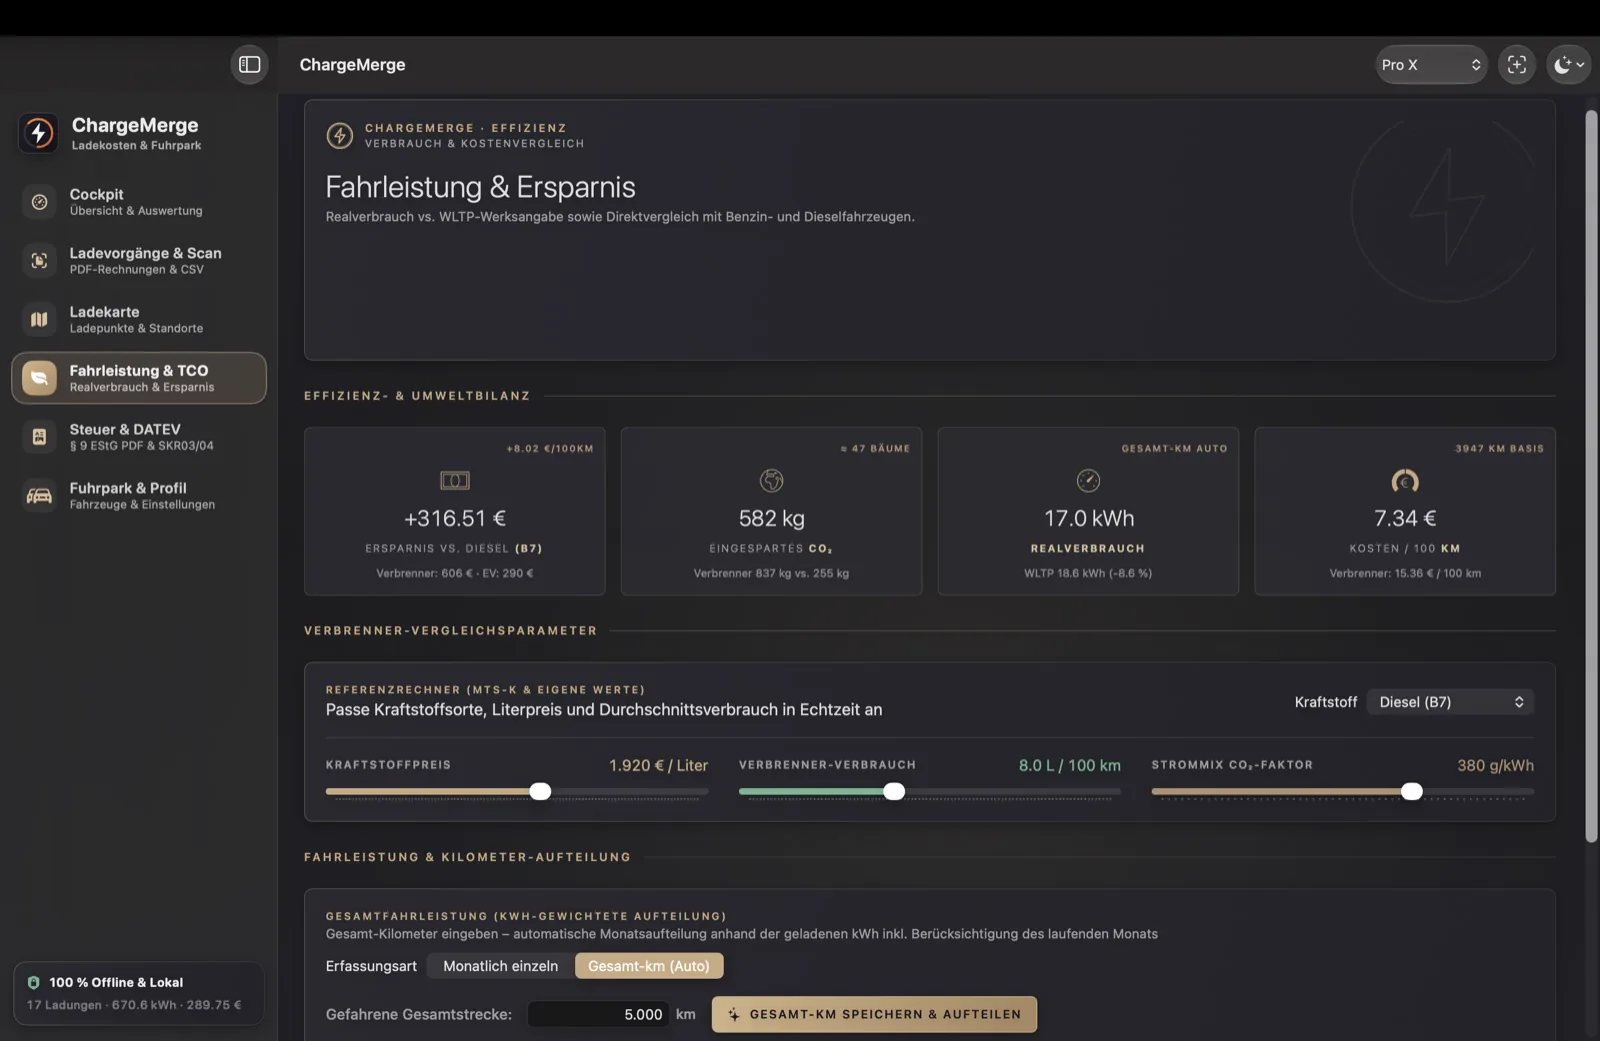 ChargeMerge
Pro X
ChargeMerge
Ladekosten & Fuhrpark
Cockpit
Übersicht & Auswertung
Ladevorgänge & Scan
PDF-Rechnungen & CSV
Ladekarte
Ladepunkte & Standorte
Fahrleistung & TCO
Realverbrauch & Ersparnis
Steuer & DATEV
§ 9 EStG PDF & SKR03/04
Fuhrpark & Profil
Fahrzeuge & Einstellungen
100 % Offline & Lokal
17 Ladungen · 670.6 kWh · 289.75 €
CHARGEMERGE · EFFIZIENZ
VERBRAUCH & KOSTENVERGLEICH
Fahrleistung & Ersparnis
Realverbrauch vs. WLTP-Werksangabe sowie Direktvergleich mit Benzin- und Dieselfahrzeugen.
EFFIZIENZ- & UMWELTBILANZ
+8.02 €/100KM
+316.51 €
ERSPARNIS VS. DIESEL (B7)
Verbrenner: 606 € · EV: 290 €
≈ 47 BÄUME
582 kg
EINGESPARTES CO₂
Verbrenner 837 kg vs. 255 kg
GESAMT-KM AUTO
17.0 kWh
REALVERBRAUCH
WLTP 18.6 kWh (-8.6 %)
3947 KM BASIS
7.34 €
KOSTEN / 100 KM
Verbrenner: 15.36 € / 100 km
VERBRENNER-VERGLEICHSPARAMETER
REFERENZRECHNER (MTS-K & EIGENE WERTE)
Passe Kraftstoffsorte, Literpreis und Durchschnittsverbrauch in Echtzeit an
Kraftstoff Diesel (B7)
KRAFTSTOFFPREIS 1.920 € / Liter
VERBRENNER-VERBRAUCH 8.0 L / 100 km
STROMMIX CO₂-FAKTOR 380 g/kWh
FAHRLEISTUNG & KILOMETER-AUFTEILUNG
GESAMTFAHRLEISTUNG (KWH-GEWICHTETE AUFTEILUNG)
Gesamt-Kilometer eingeben – automatische Monatsaufteilung anhand der geladenen kWh inkl. Berücksichtigung des laufenden Monats
Erfassungsart Monatlich einzeln Gesamt-km (Auto)
Gefahrene Gesamtstrecke: 5.000 km GESAMT-KM SPEICHERN & AUFTEILEN